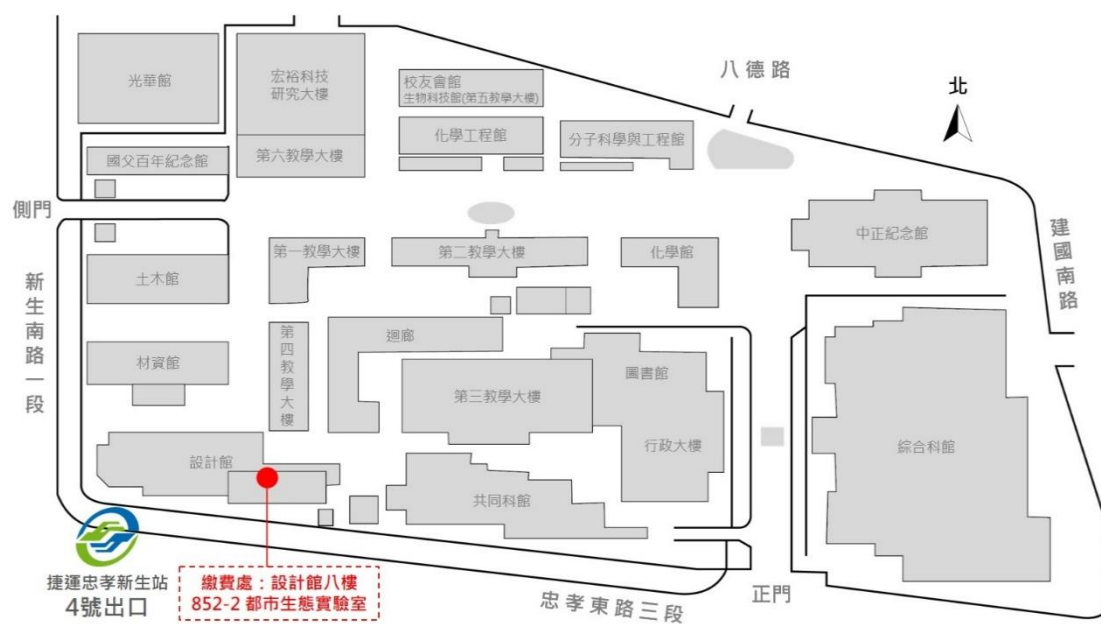 光華館
宏裕科技
研究大樓
校友會館
生物科技館(第五教學大樓)
八德路
北
化學工程館
分子科學與工程館
國父百年紀念館
第六教學大樓
側門
中正紀念館
建國南路
第一教學大樓
第二教學大樓
化學館
新生南路一段
土木館
第四教學大樓
迴廊
材資館
圖書館
第三教學大樓
行政大樓
綜合科館
設計館
共同科館
捷運忠孝新生站
4號出口
繳費處：設計館八樓
852-2 都市生態實驗室
忠孝東路三段
正門